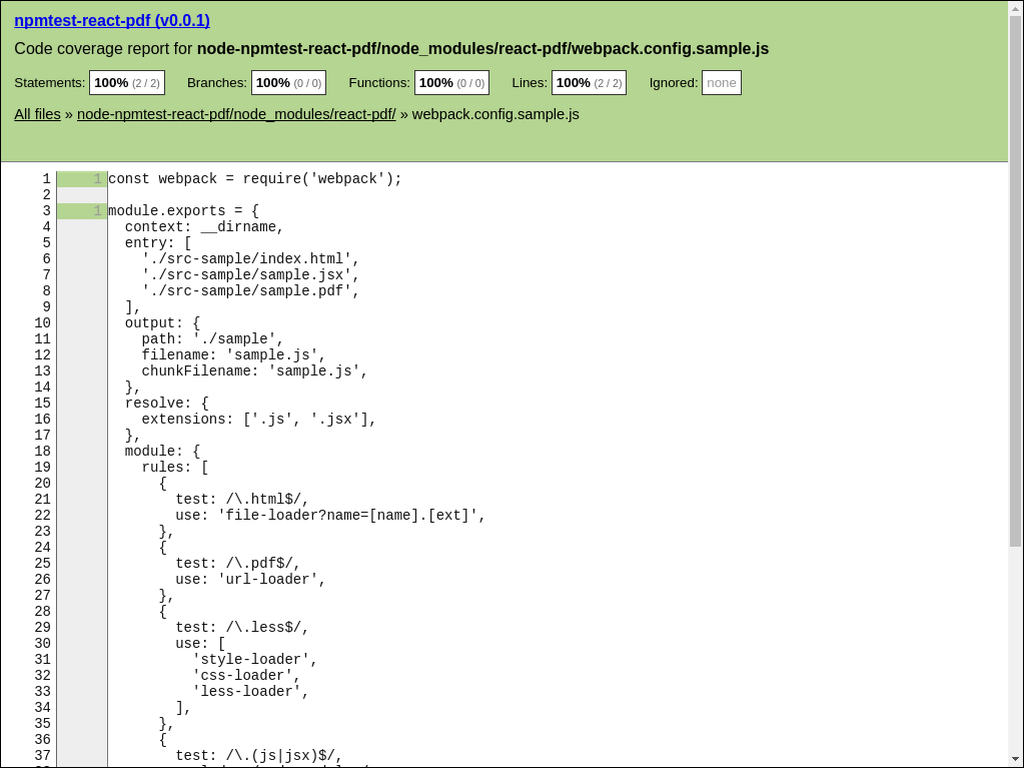 npmtest-react-pdf (v0.0.1)
Code coverage report for node-npmtest-react-pdf/node_modules/react-pdf/webpack.config.sample.js
Statements: 100% (2 / 2) Branches: 100% (0 / 0) Functions: 100% (0 / 0) Lines: 100% (2 / 2) Ignored: none
All files » node-npmtest-react-pdf/node_modules/react-pdf/ » webpack.config.sample.js
1 1 const webpack = require('webpack');
2
3 1 module.exports = {
4 context: __dirname,
5 entry: [
6 './src-sample/index.html',
7 './src-sample/sample.jsx',
8 './src-sample/sample.pdf',
9 ],
10 output: {
11 path: './sample',
12 filename: 'sample.js',
13 chunkFilename: 'sample.js',
14 },
15 resolve: {
16 extensions: ['.js', '.jsx'],
17 },
18 module: {
19 rules: [
20 {
21 test: /\.html$/,
22 use: 'file-loader?name=[name].[ext]',
23 },
24 {
25 test: /\.pdf$/,
26 use: 'url-loader',
27 },
28 {
29 test: /\.less$/,
30 use: [
31 'style-loader',
32 'css-loader',
33 'less-loader',
34 ],
35 },
36 {
37 test: /\.(js|jsx)$/,